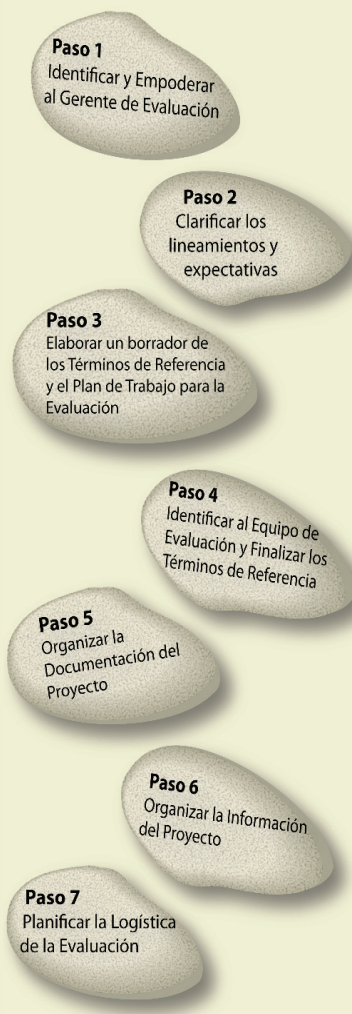 Paso 1
Identificar y Empoderar
al Gerente de Evaluación
Paso 2
Clarificar los
lineamientos y
expectativas
Paso 3
Elaborar un borrador de
los Términos de Referencia
y el Plan de Trabajo para la
Evaluación
Paso 4
Identificar al Equipo de
Evaluación y Finalizar los
Términos de Referencia
Paso 5
Organizar la
Documentación del
Proyecto
Paso 6
Organizar la Información
del Proyecto
Paso 7
Planificar la Logística
de la Evaluación